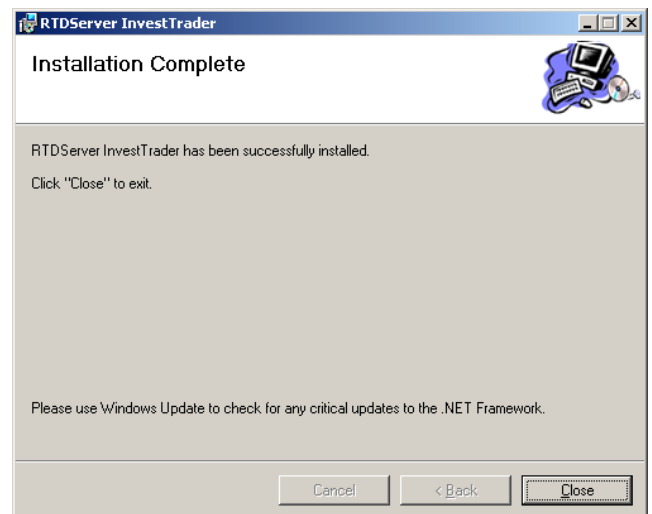 RTDServer InvestTrader
Installation Complete
RTDServer InvestTrader has been successfully installed.
Click "Close" to exit.
Please use Windows Update to check for any critical updates to the .NET Framework.
Cancel
< Back
Close